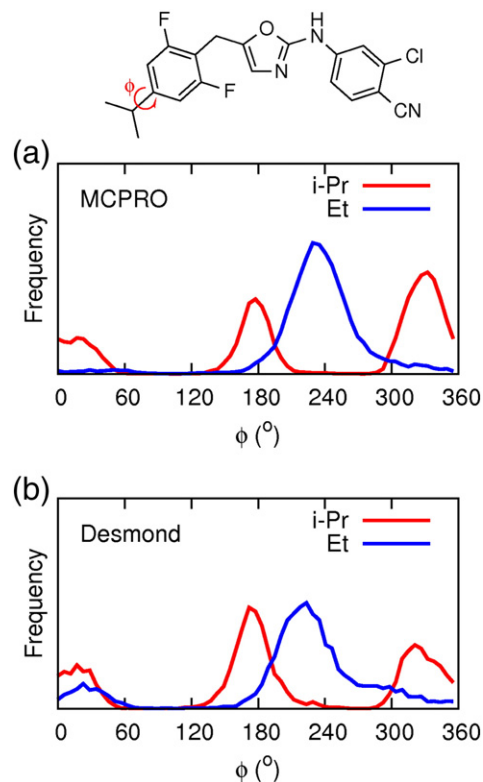 F
O
H
N
N
F
Cl
CN
ϕ
(a)
MCPRO
i-Pr
Et
Frequency
0 60 120 180 240 300 360
ϕ (o)
(b)
Desmond
i-Pr
Et
Frequency
0 60 120 180 240 300 360
ϕ (o)